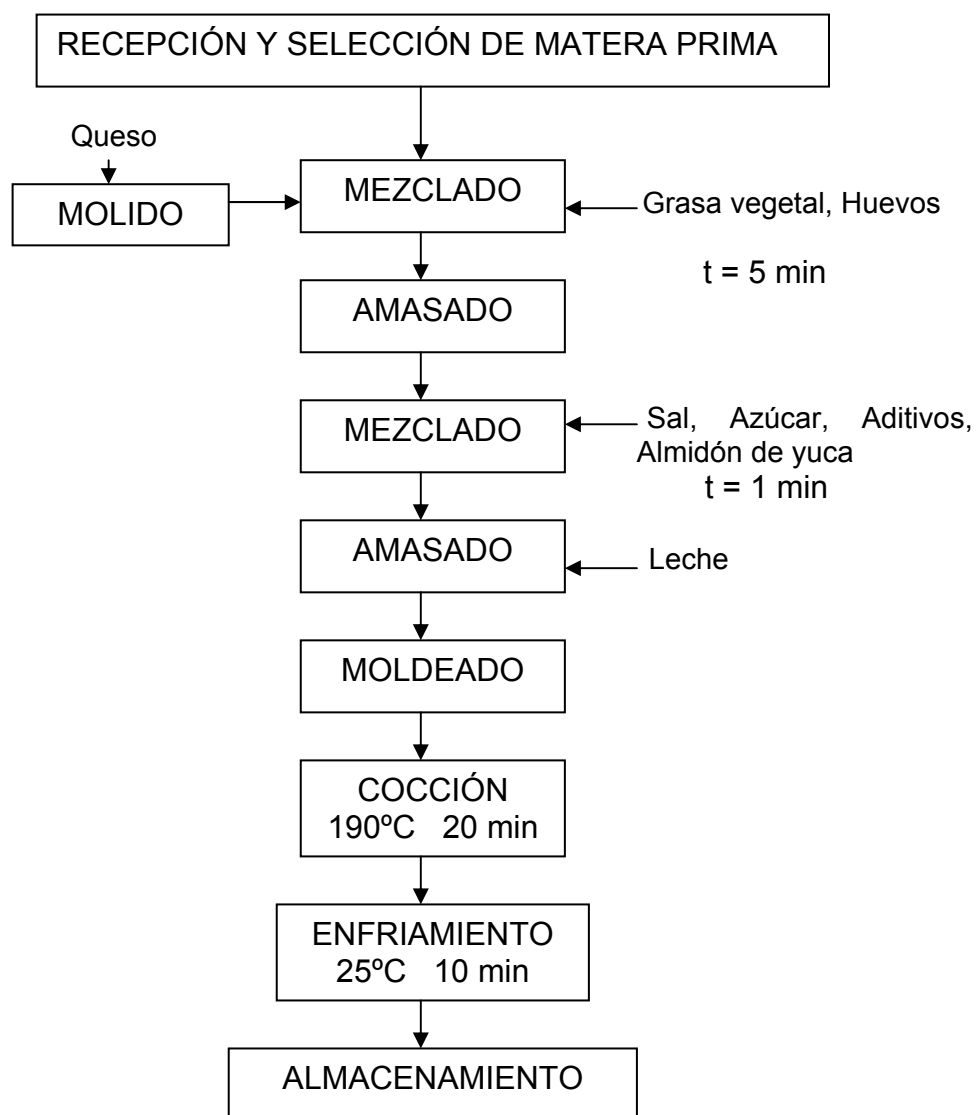 RECEPCIÓN Y SELECCIÓN DE MATERA PRIMA
Queso
MOLIDO
MEZCLADO
Grasa vegetal, Huevos
t = 5 min
AMASADO
MEZCLADO
Sal, Azúcar, Aditivos,
Almidón de yuca
t = 1 min
AMASADO
Leche
MOLDEADO
COCCIÓN
190ºC 20 min
ENFRIAMIENTO
25ºC 10 min
ALMACENAMIENTO